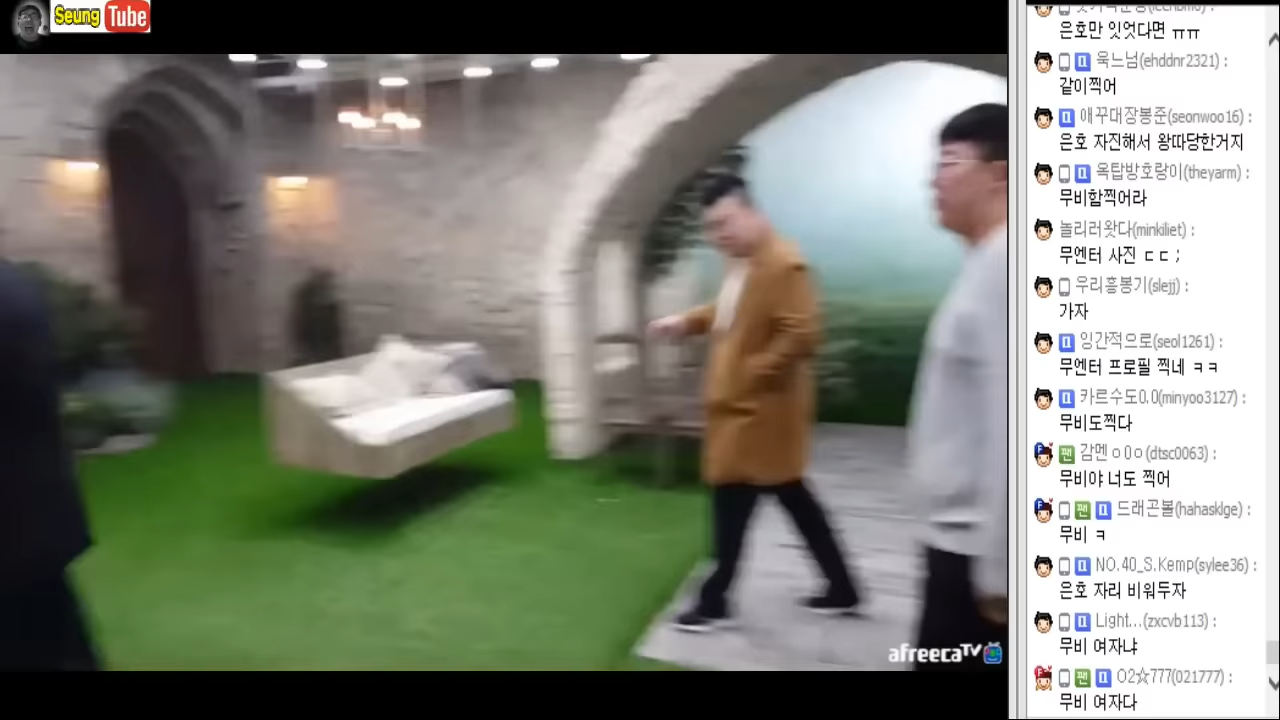 Seung Tube
은호만 잇엇다면 ㅠㅠ
욱느넘(ehddnr2321) :
같이찍어
애꾸대장봉준(seonwoo16) :
은호 자진해서 왕따당한거지
옥탑방호랑이(theyarm) :
무비함찍어라
놀리러왓다(minkiliet) :
무엔터 사진 ㄷㄷ ;
우리흥봉기(slejj) :
가자
잉간적으로(seol1261) :
무엔터 프로필 찍네 ㅋㅋ
카르수도0.0(minyoo3127) :
무비도찍다
팬 감멘ㅇ0ㅇ(dtsc0063) :
무비야 너도 찍어
팬 드래곤볼(hahasklge) :
무비 ㅋ
NO.40_S.Kemp(sylee36) :
은호 자리 비워두자
Light...(zxcvb113) :
무비 여자냐
팬 O2☆777(021777) :
무비 여자다
afreecaTV